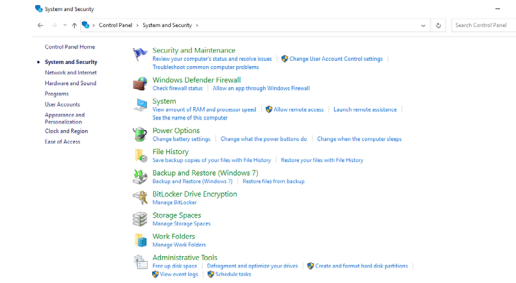 System and Security
Control Panel > System and Security >
Search Control Panel
Control Panel Home
System and Security
Network and Internet
Hardware and Sound
Programs
User Accounts
Appearance and
Personalization
Clock and Region
Ease of Access
Security and Maintenance
Review your computer's status and resolve issues | Change User Account Control settings |
Troubleshoot common computer problems
Windows Defender Firewall
Check firewall status | Allow an app through Windows Firewall
System
View amount of RAM and processor speed | Allow remote access | Launch remote assistance |
See the name of this computer
Power Options
Change battery settings | Change what the power buttons do | Change when the computer sleeps
File History
Save backup copies of your files with File History | Restore your files with File History
Backup and Restore (Windows 7)
Backup and Restore (Windows 7) | Restore files from backup
BitLocker Drive Encryption
Manage BitLocker
Storage Spaces
Manage Storage Spaces
Work Folders
Manage Work Folders
Administrative Tools
Free up disk space | Defragment and optimize your drives | Create and format hard disk partitions |
View event logs | Schedule tasks